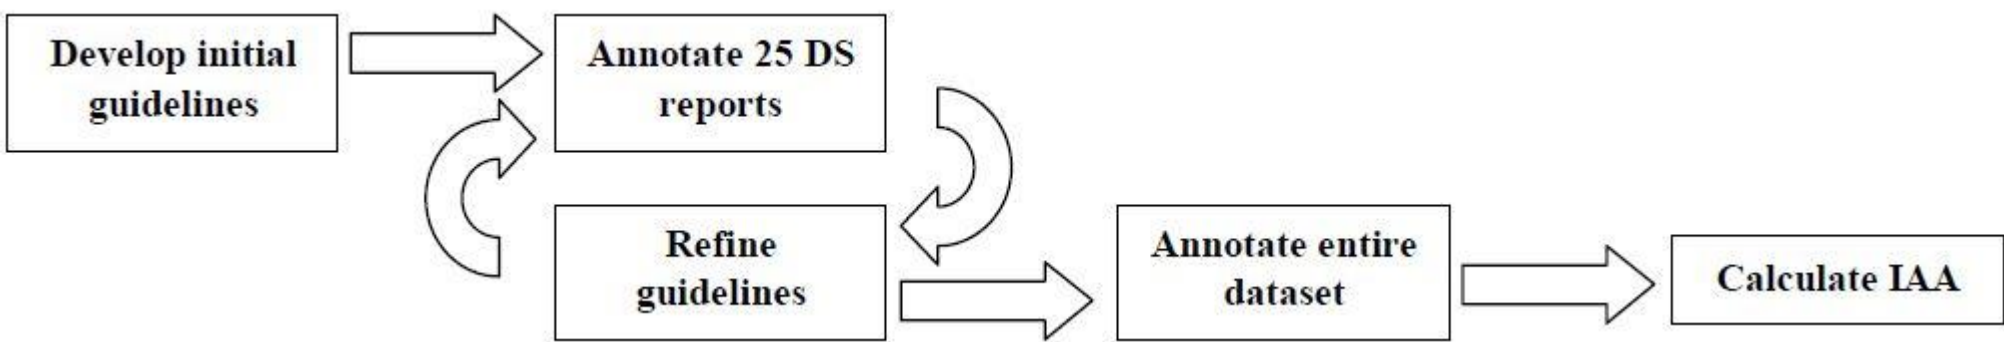 Develop initial
guidelines
Annotate 25 DS
reports
Refine
guidelines
Annotate entire
dataset
Calculate IAA